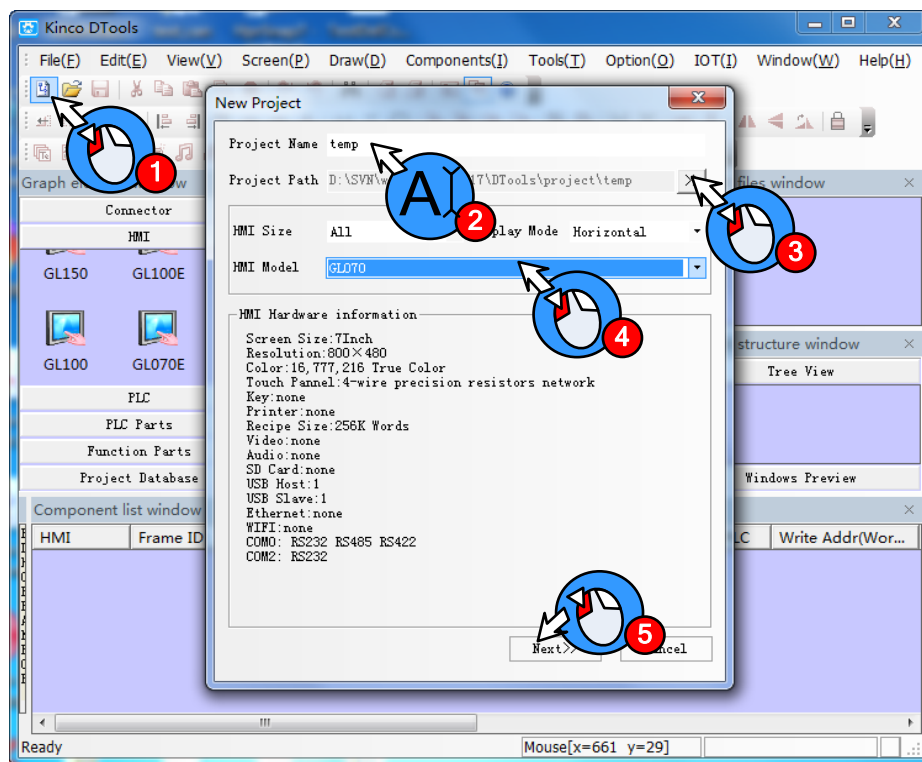 Kinco DTools
File(F) Edit(E) View(V) Screen(P) Draw(D) Components(I) Tools(T) Option(O) IOT(I) Window(W) Help(H)
New Project
Project Name temp
1
Project Path D:\SVN\w 17\DTools\project\temp
Graph e w files window
A
2
3
Connector
HMI
HMI Size All play Mode Horizontal
HMI Model GL070
GL150 GL100E
4
HMI Hardware information
Screen Size:7Inch
Resolution:800×480
Color:16,777,216 True Color
Touch Pannel:4-wire precision resistors network
Key:none
Printer:none
Recipe Size:256K Words
Video:none
Audio:none
SD Card:none
USB Host:1
USB Slave:1
Ethernet:none
WIFI:none
COM0: RS232 RS485 RS422
COM2: RS232
GL100 GL070E
structure window
Tree View
PLC
PLC Parts
Function Parts
Project Database
Windows Preview
Component list window
HMI Frame ID LC Write Addr(Wor...
5
Next>> ncel
Ready Mouse[x=661 y=29]